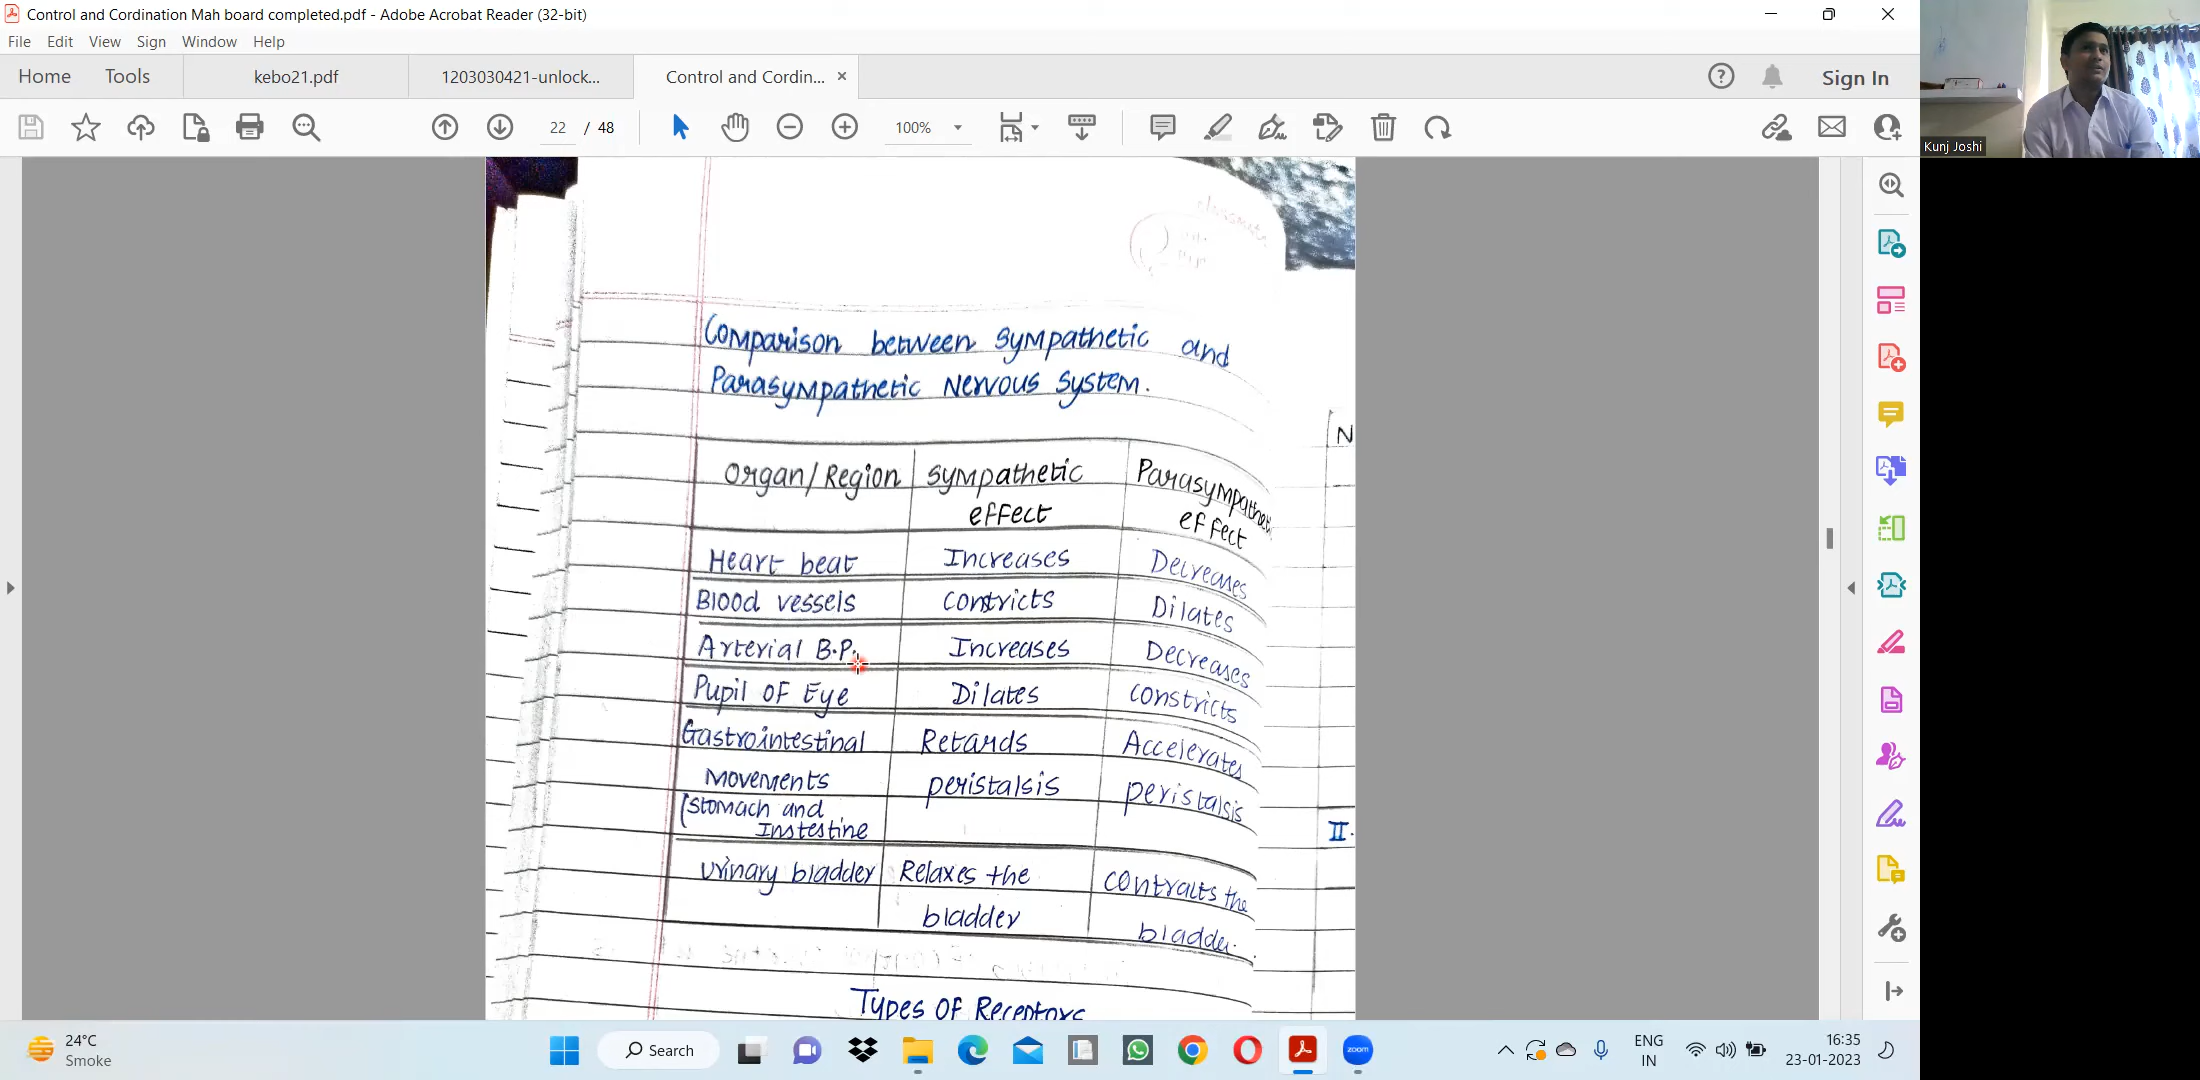 Control and Cordination Mah board completed.pdf - Adobe Acrobat Reader (32-bit)
File Edit View Sign Window Help
Home Tools kebo21.pdf 1203030421-unlock... Control and Cordin... × Sign In
22 / 48 100%
Kunj Joshi
classmate
Comparison between sympathetic and
Parasympathetic Nervous System.
Organ/Region Sympathetic Parasympathetic
effect effect
Heart beat Increases Decreases
Blood vessels Constricts Dilates
Arterial B.P. Increases Decreases
Pupil of Eye Dilates constricts
Gastrointestinal Retards Accelerates
Movements peristalsis peristalsis
(Stomach and
Instestine
Urinary bladder Relaxes the contracts the
bladder bladder.
Types of Receptors
N
II.
24°C
Smoke
Search
zoom
ENG
IN
16:35
23-01-2023